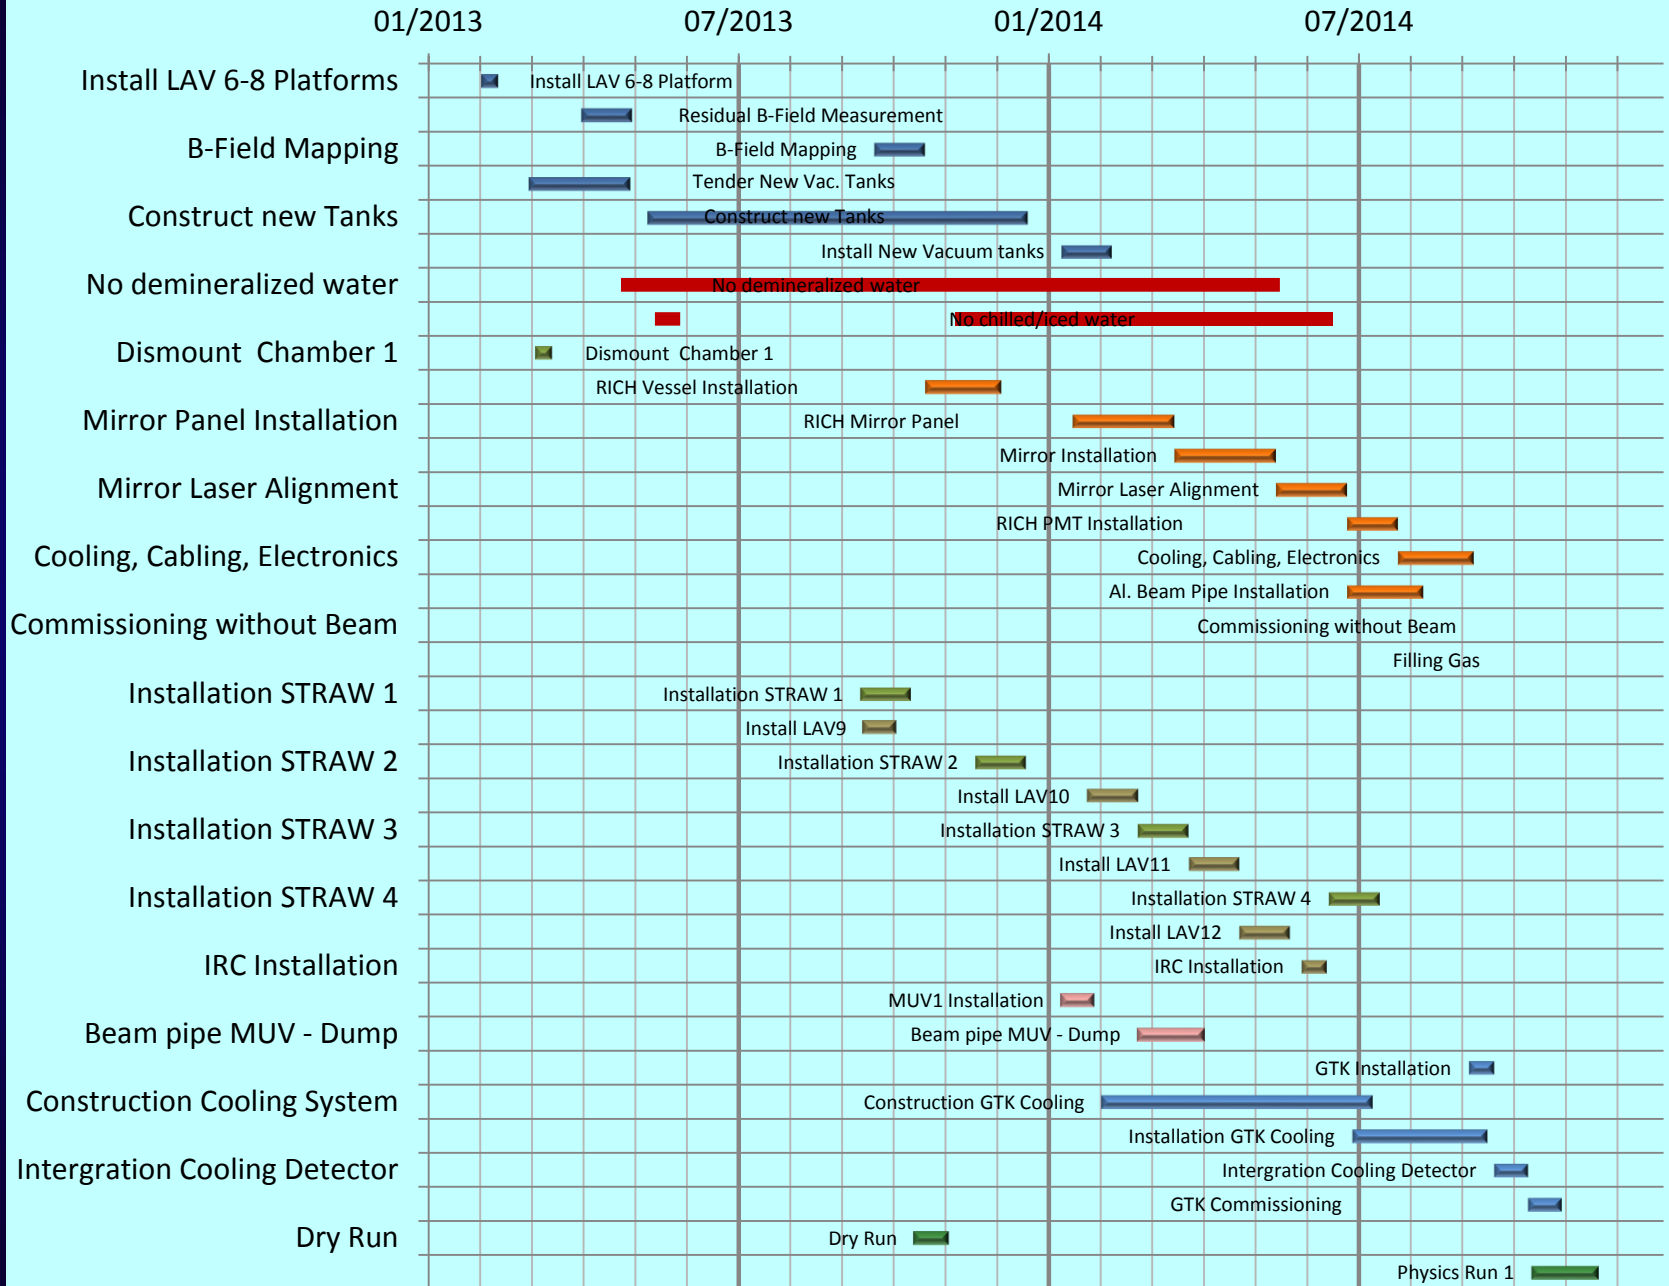 01/2013 07/2013 01/2014 07/2014
Install LAV 6-8 Platforms Install LAV 6-8 Platform
Residual B-Field Measurement
B-Field Mapping B-Field Mapping
Tender New Vac. Tanks
Construct new Tanks Construct new Tanks
Install New Vacuum tanks
No demineralized water No demineralized water
No chilled/iced water
Dismount Chamber 1 Dismount Chamber 1
RICH Vessel Installation
Mirror Panel Installation RICH Mirror Panel
Mirror Installation
Mirror Laser Alignment Mirror Laser Alignment
RICH PMT Installation
Cooling, Cabling, Electronics Cooling, Cabling, Electronics
Al. Beam Pipe Installation
Commissioning without Beam Commissioning without Beam
Filling Gas
Installation STRAW 1 Installation STRAW 1
Install LAV9
Installation STRAW 2 Installation STRAW 2
Install LAV10
Installation STRAW 3 Installation STRAW 3
Install LAV11
Installation STRAW 4 Installation STRAW 4
Install LAV12
IRC Installation IRC Installation
MUV1 Installation
Beam pipe MUV - Dump Beam pipe MUV - Dump
GTK Installation
Construction Cooling System Construction GTK Cooling
Installation GTK Cooling
Intergration Cooling Detector Intergration Cooling Detector
GTK Commissioning
Dry Run Dry Run
Physics Run 1